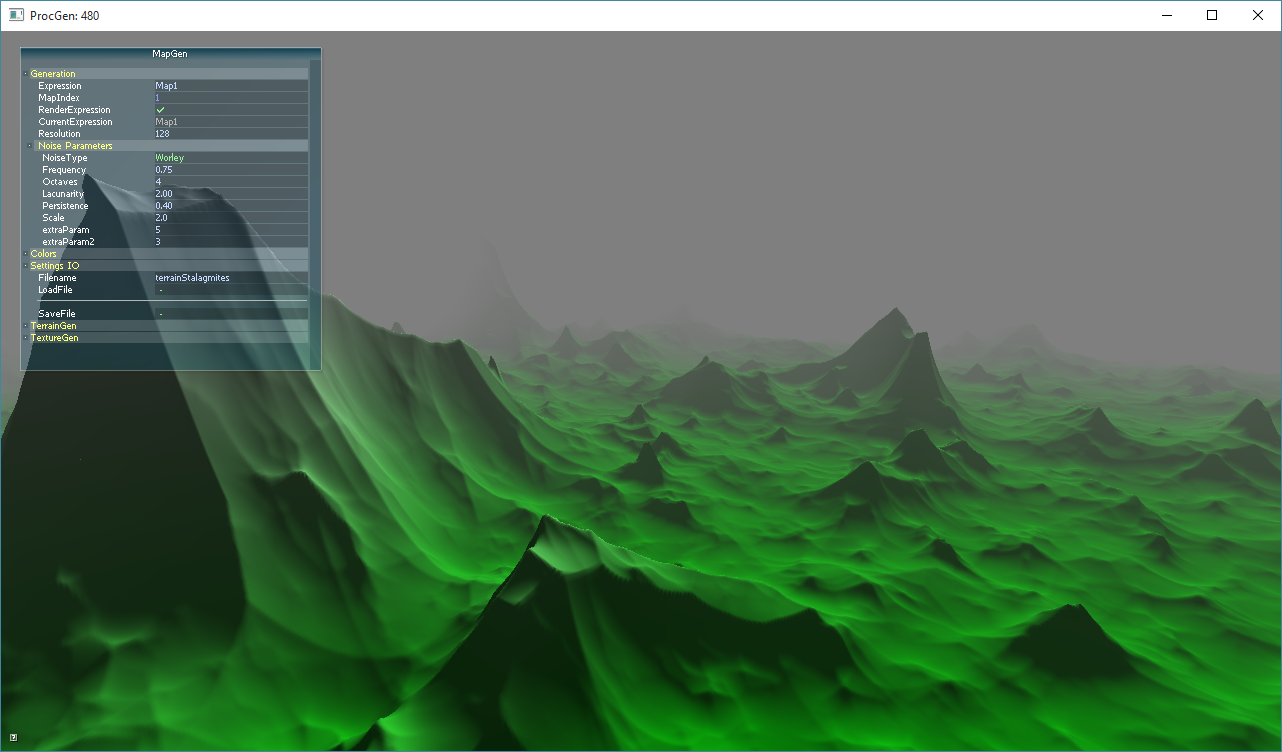 ProcGen: 480
MapGen
Generation
Expression Map1
MapIndex 1
RenderExpression
CurrentExpression Map1
Resolution 128
Noise Parameters
NoiseType Worley
Frequency 0.75
Octaves 4
Lacunarity 2.00
Persistence 0.40
Scale 2.0
extraParam 5
extraParam2 3
Colors
Settings IO
Filename terrainStalagmites
LoadFile -
SaveFile -
TerrainGen
TextureGen
?